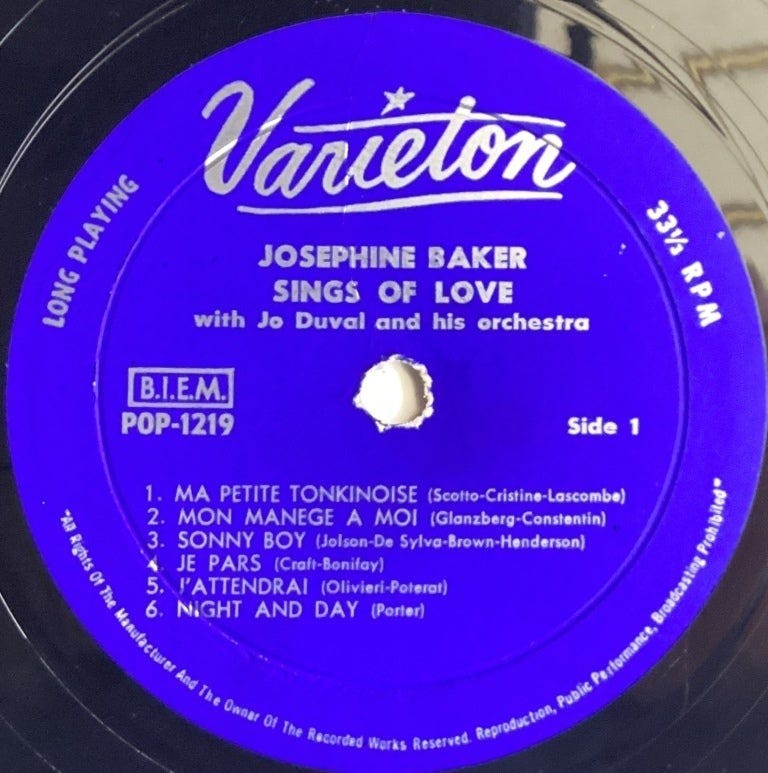 Varieton
LONG PLAYING
33⅓ RPM
JOSEPHINE BAKER
SINGS OF LOVE
with Jo Duval and his orchestra
B.I.E.M.
POP-1219
Side 1
1. MA PETITE TONKINOISE (Scotto-Cristine-Lascombe)
2. MON MANEGE A MOI (Glanzberg-Constentin)
3. SONNY BOY (Jolson-De Sylva-Brown-Henderson)
4. JE PARS (Craft-Bonifay)
5. J'ATTENDRAI (Olivieri-Poterat)
6. NIGHT AND DAY (Porter)
"All Rights Of The Manufacturer And The Owner Of The Recorded Works Reserved. Reproduction, Public Performance, Broadcasting Prohibited"